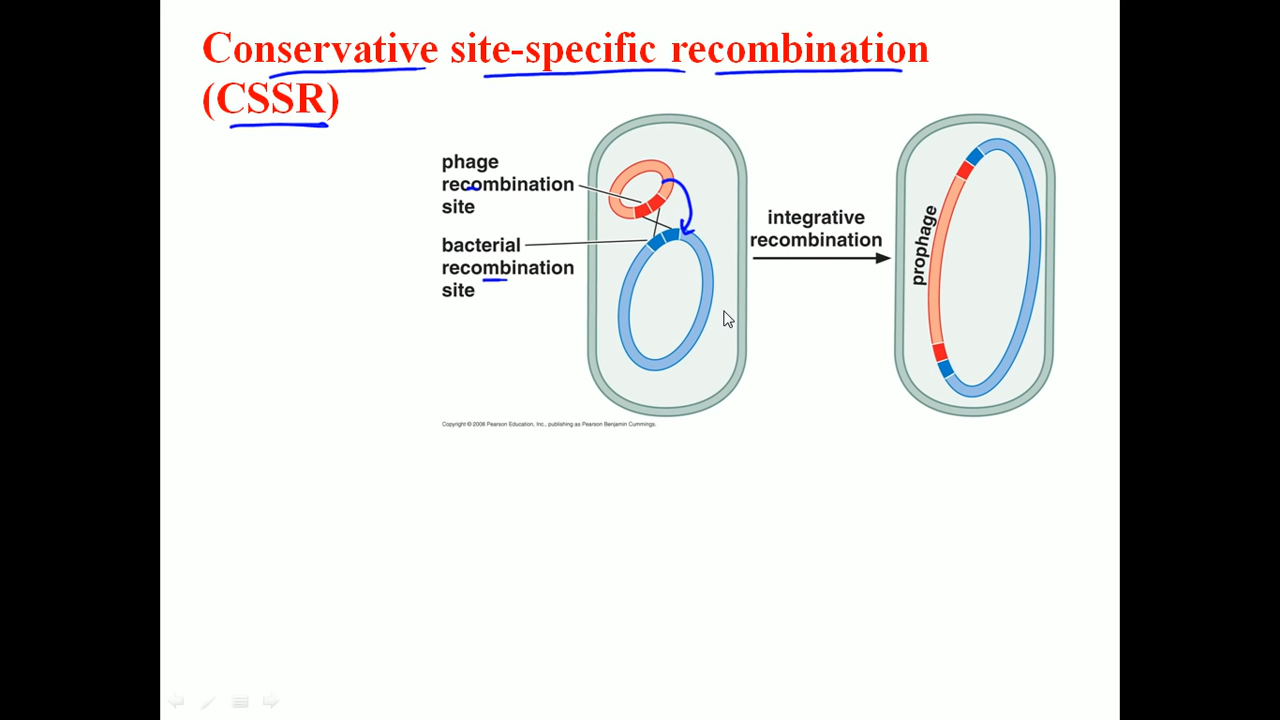 Conservative site-specific recombination
(CSSR)
phage
recombination
site
bacterial
recombination
site
integrative
recombination
prophage
Copyright © 2008 Pearson Education, Inc., publishing as Pearson Benjamin Cummings.